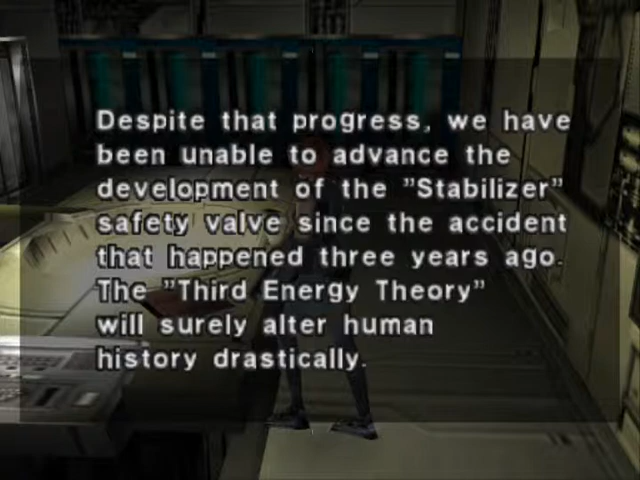 Despite that progress, we have
been unable to advance the
development of the ”Stabilizer”
safety valve since the accident
that happened three years ago.
The ”Third Energy Theory”
will surely alter human
history drastically.